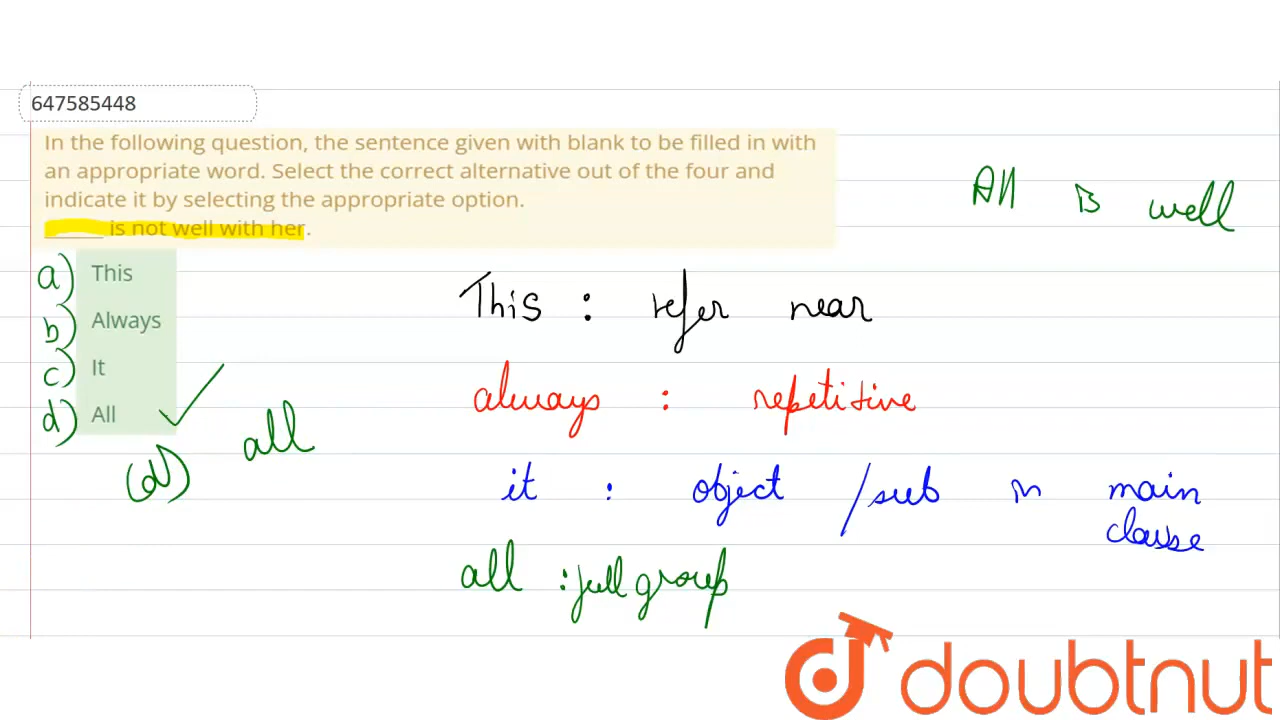 647585448
In the following question, the sentence given with blank to be filled in with
an appropriate word. Select the correct alternative out of the four and
indicate it by selecting the appropriate option.
_____ is not well with her.
a) This
b) Always
c) It
d) All
(d) all
All is well
This : refer near
always : repetitive
it : object / sub in main
clause
all : full group
doubtnut